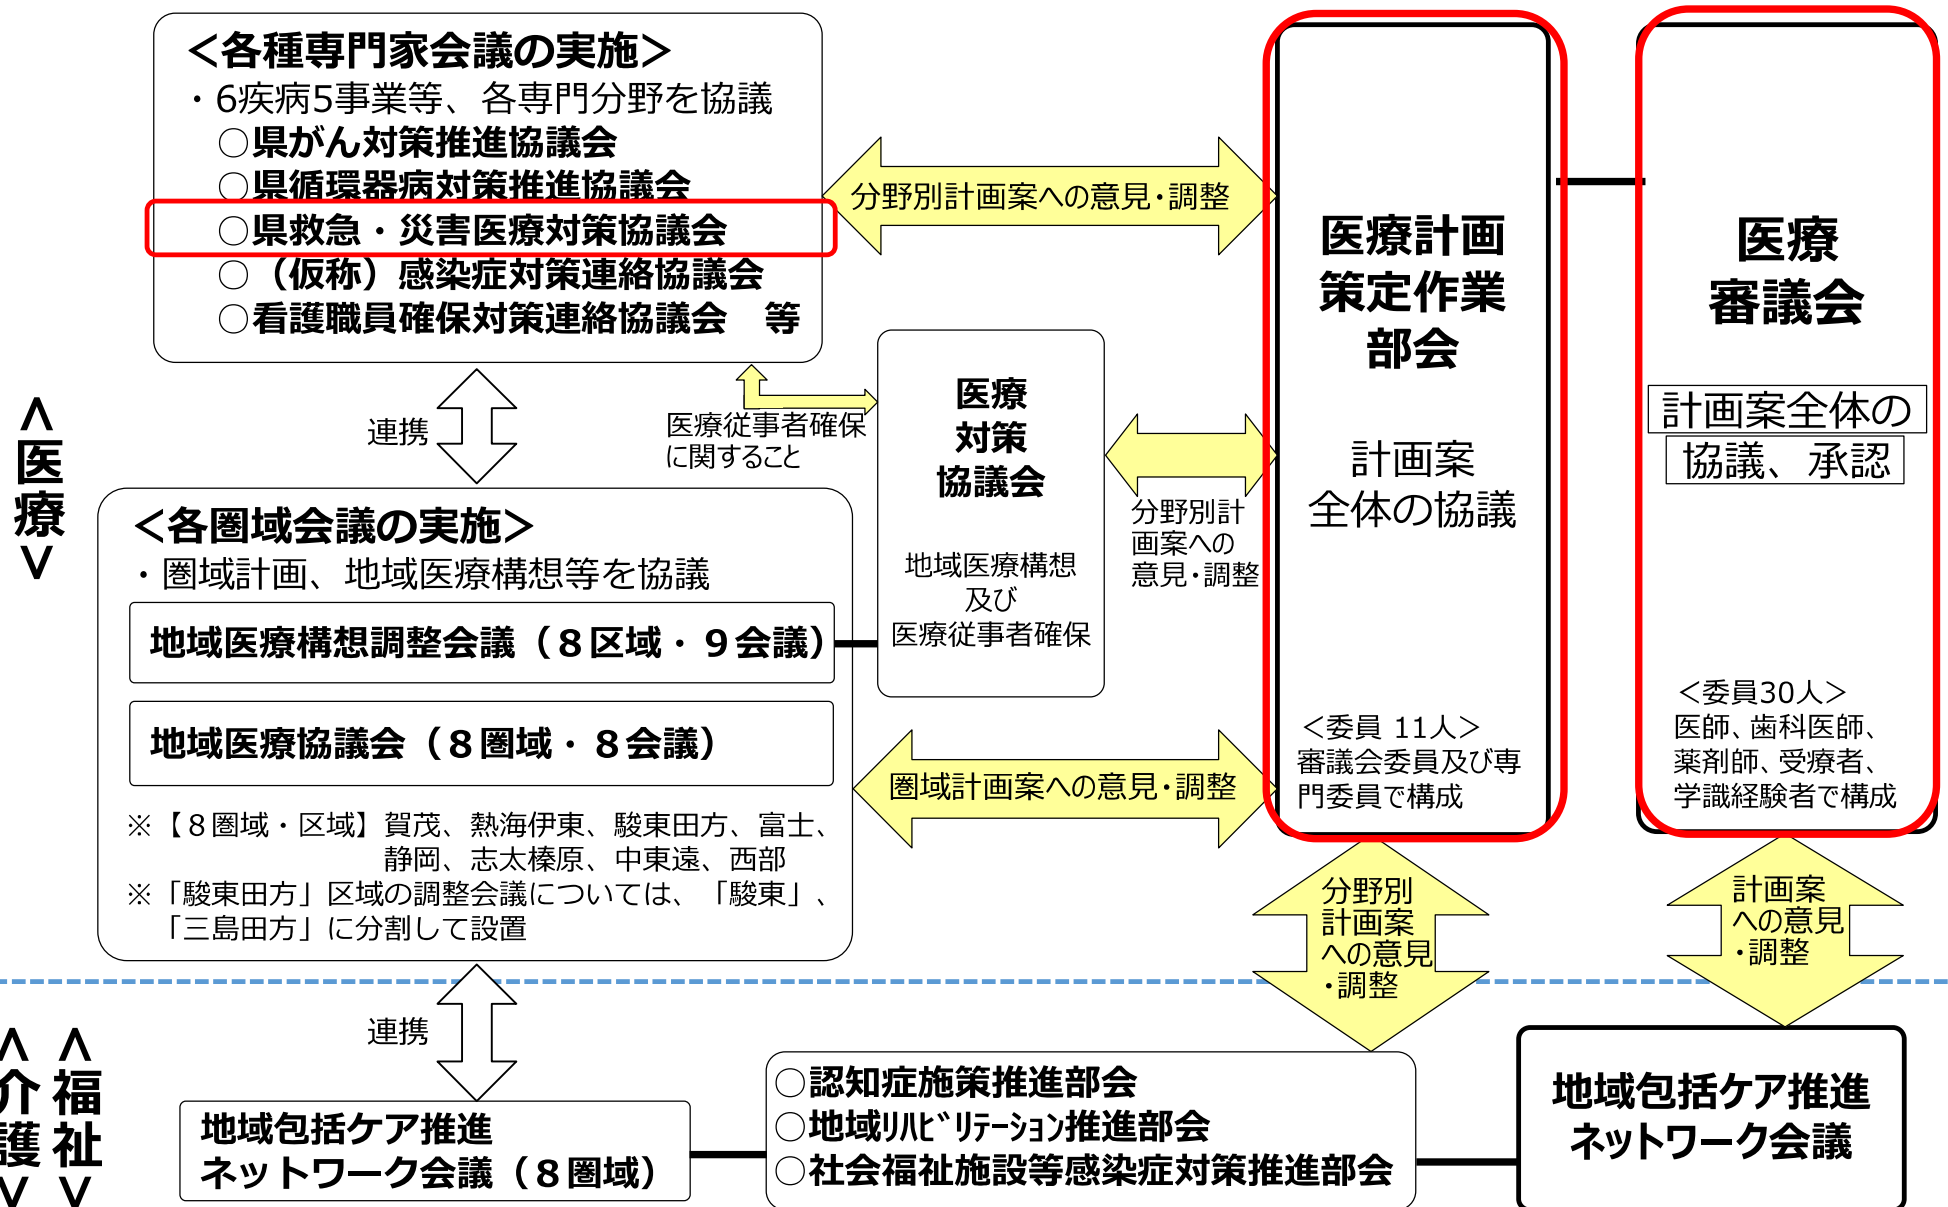 ＜各種専門家会議の実施＞
・6疾病5事業等、各専門分野を協議
○県がん対策推進協議会
○県循環器病対策推進協議会
○県救急・災害医療対策協議会
○（仮称）感染症対策連絡協議会
○看護職員確保対策連絡協議会　等
分野別計画案への意見・調整
医療計画
策定作業
部会
計画案
全体の協議
＜委員 11人＞
審議会委員及び専
門委員で構成
医療
審議会
計画案全体の
協議、承認
＜委員30人＞
医師、歯科医師、
薬剤師、受療者、
学識経験者で構成
＜医療＞
連携
医療従事者確保
に関すること
医療
対策
協議会
地域医療構想
及び
医療従事者確保
分野別計
画案への
意見・調整
＜各圏域会議の実施＞
・圏域計画、地域医療構想等を協議
地域医療構想調整会議（８区域・９会議）
地域医療協議会（８圏域・８会議）
※【８圏域・区域】賀茂、熱海伊東、駿東田方、富士、
静岡、志太榛原、中東遠、西部
※「駿東田方」区域の調整会議については、「駿東」、
「三島田方」に分割して設置
圏域計画案への意見・調整
分野別
計画案
への意見
・調整
計画案
への意見
・調整
＜福祉＞
＜介護＞
連携
地域包括ケア推進
ネットワーク会議（８圏域）
○認知症施策推進部会
○地域ﾘﾊﾋﾞﾘﾃｰｼｮﾝ推進部会
○社会福祉施設等感染症対策推進部会
地域包括ケア推進
ネットワーク会議